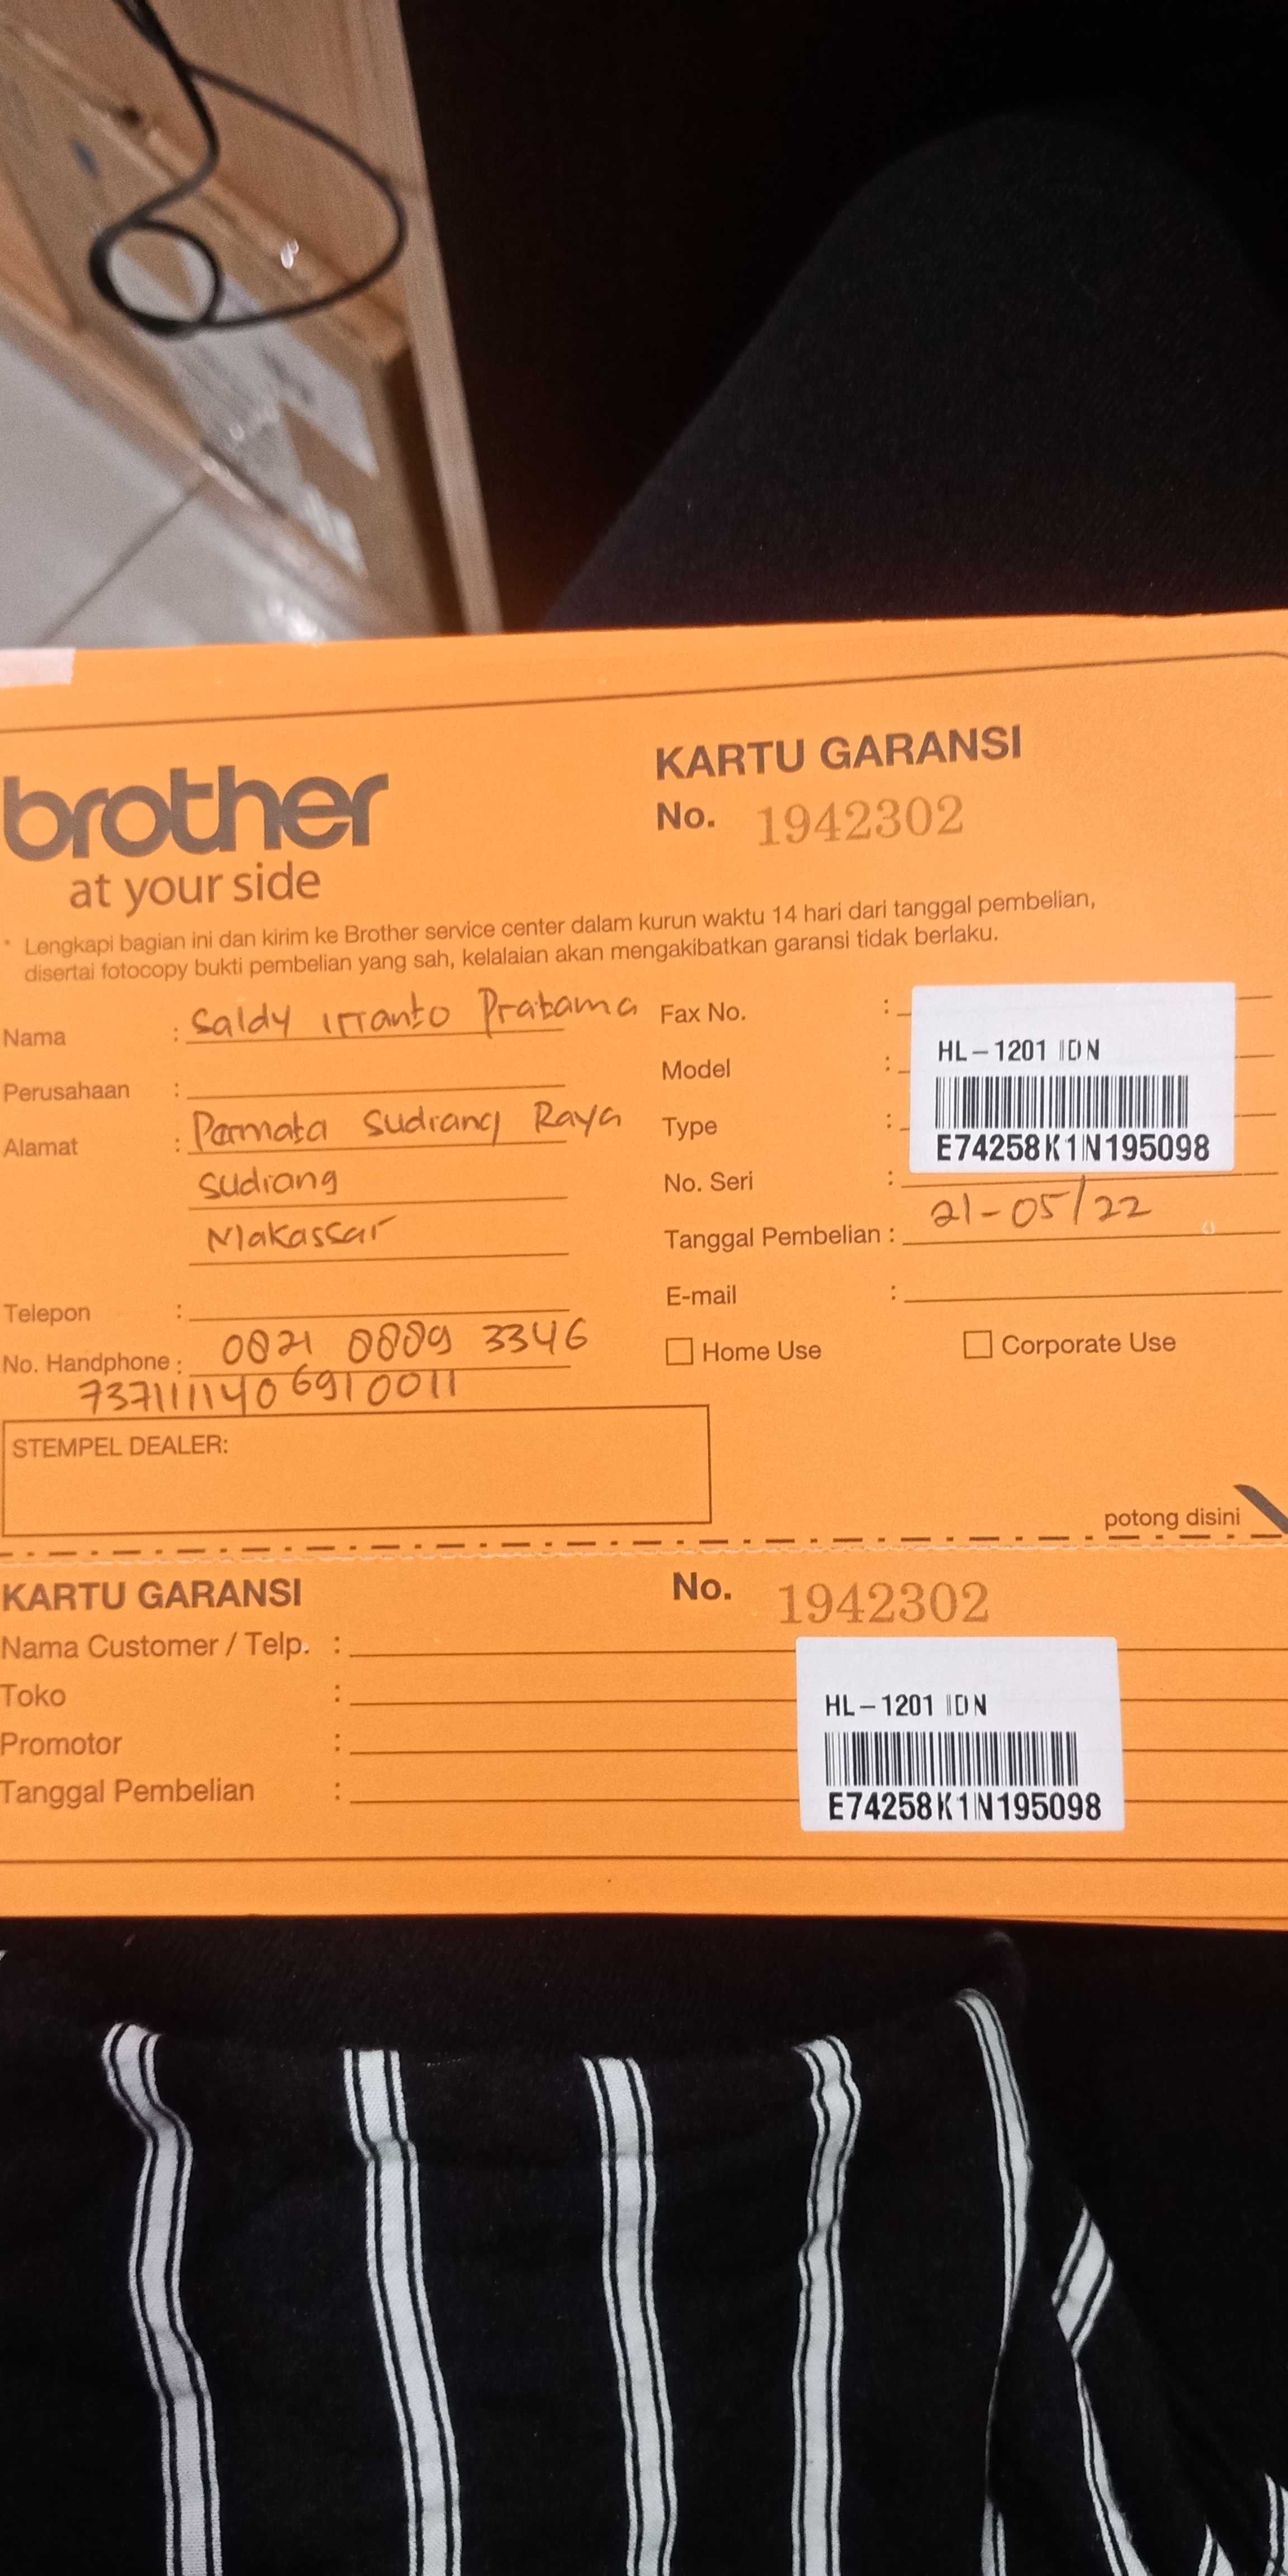 brother
at your side
KARTU GARANSI
No. 1942302
* Lengkapi bagian ini dan kirim ke Brother service center dalam kurun waktu 14 hari dari tanggal pembelian,
disertai fotocopy bukti pembelian yang sah, kelalaian akan mengakibatkan garansi tidak berlaku.
Nama : Saldy Irianto Pratama
Perusahaan :
Alamat : Permata Sudiang Raya
Sudiang
Makassar
Telepon :
No. Handphone : 0821 0889 3346
7371111406910011
STEMPEL DEALER:
Fax No. :
Model :
Type :
No. Seri :
HL-1201 IDN
E74258K1N195098
Tanggal Pembelian : 21-05/22
E-mail :
Home Use
Corporate Use
potong disini
KARTU GARANSI
No. 1942302
Nama Customer / Telp. :
Toko :
Promotor :
Tanggal Pembelian :
HL-1201 IDN
E74258K1N195098